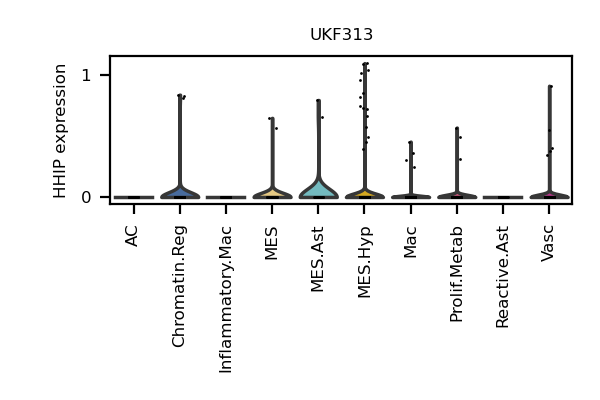 UKF313
HHIP expression
1
0
AC
Chromatin.Reg
Inflammatory.Mac
MES
MES.Ast
MES.Hyp
Mac
Prolif.Metab
Reactive.Ast
Vasc